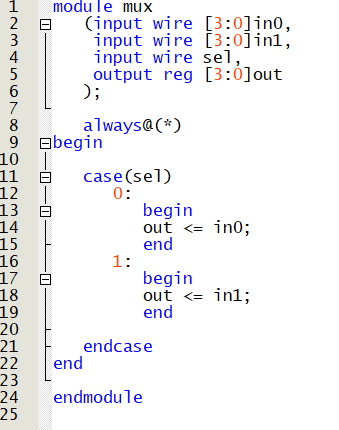 1 module mux
2 (input wire [3:0]in0,
3 input wire [3:0]in1,
4 input wire sel,
5 output reg [3:0]out
6 );
7
8 always@(*)
9 begin
10
11 case(sel)
12 0:
13 begin
14 out <= in0;
15 end
16 1:
17 begin
18 out <= in1;
19 end
20
21 endcase
22 end
23
24 endmodule
25